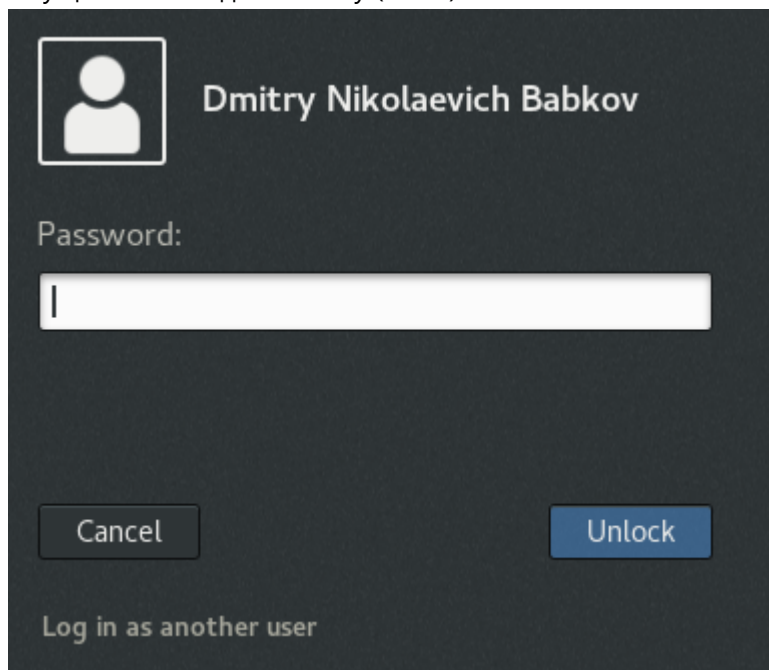 Dmitry Nikolaevich Babkov
Password:
Cancel
Unlock
Log in as another user